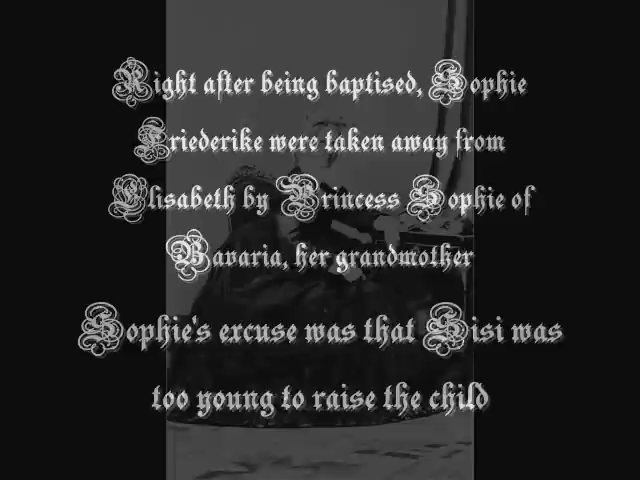 Right after being baptised, Sophie
Friederike were taken away from
Elisabeth by Princess Sophie of
Bavaria, her grandmother
Sophie's excuse was that Sisi was
too young to raise the child